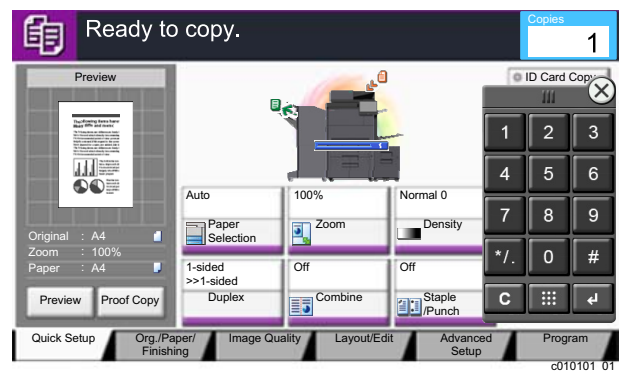 Ready to copy.
Copies
1
Preview
ID Card Copy
Original : A4
Zoom : 100%
Paper : A4
Preview
Proof Copy
Auto
Paper
Selection
100%
Zoom
Normal 0
Density
1-sided
>>1-sided
Duplex
Off
Combine
Off
Staple
/Punch
1 2 3
4 5 6
7 8 9
*/. 0 #
C
Quick Setup
Org./Paper/
Finishing
Image Quality
Layout/Edit
Advanced
Setup
Program
c010101_01